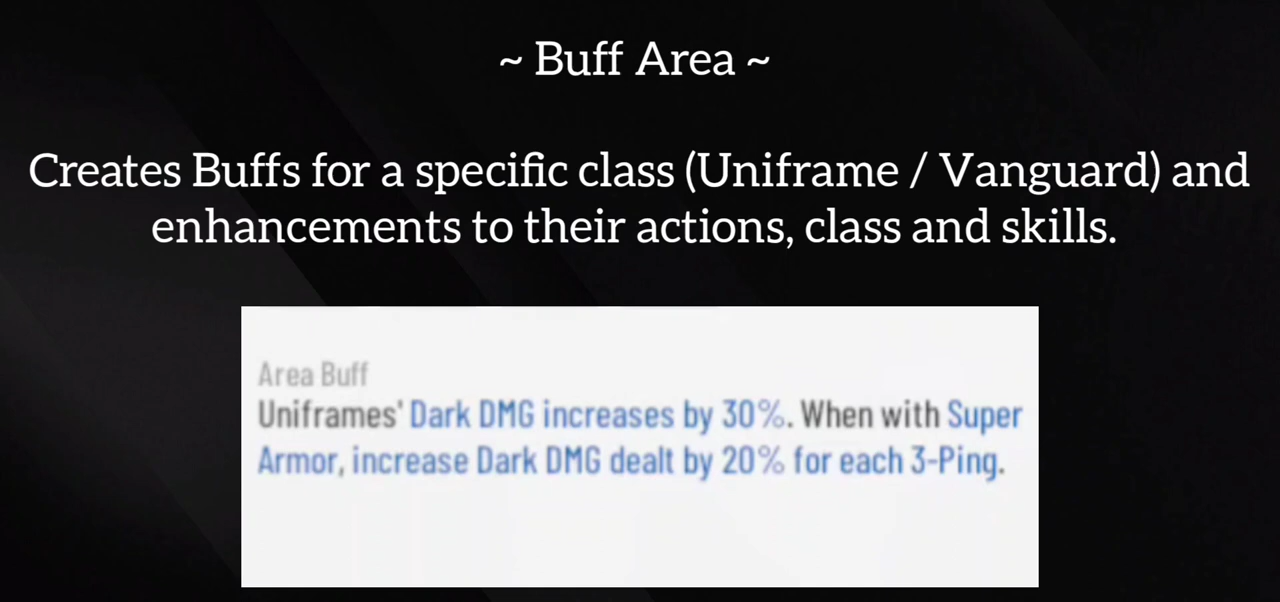 ~ Buff Area ~
Creates Buffs for a specific class (Uniframe / Vanguard) and
enhancements to their actions, class and skills.
Area Buff
Uniframes' Dark DMG increases by 30%. When with Super
Armor, increase Dark DMG dealt by 20% for each 3-Ping.